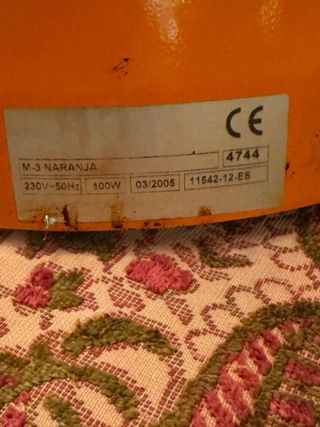 CE
M-3 NARANJA
4744
230V~50Hz 100W 03/2005 11542-12-ES